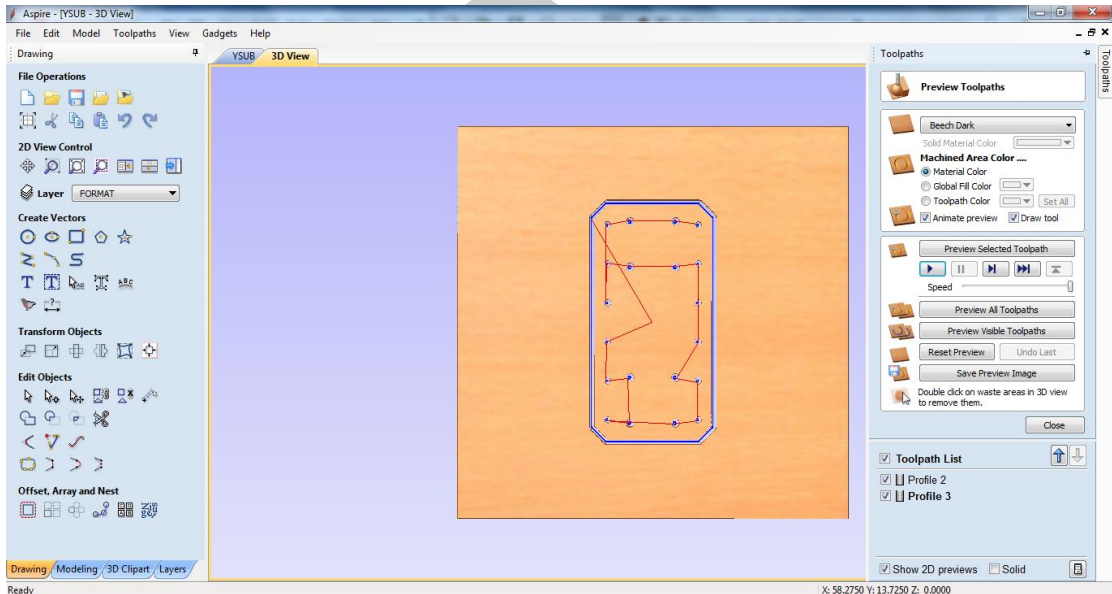 Aspire - [YSUB - 3D View]
File Edit Model Toolpaths View Gadgets Help
Drawing
YSUB 3D View
Toolpaths
Toolpaths
File Operations
2D View Control
Layer FORMAT
Create Vectors
Transform Objects
Edit Objects
Offset, Array and Nest
Drawing Modeling 3D Clipart Layers
Preview Toolpaths
Beech Dark
Solid Material Color
Machined Area Color ....
Material Color
Global Fill Color
Toolpath Color Set All
Animate preview Draw tool
Preview Selected Toolpath
Speed
Preview All Toolpaths
Preview Visible Toolpaths
Reset Preview Undo Last
Save Preview Image
Double click on waste areas in 3D view
to remove them.
Close
Toolpath List
Profile 2
Profile 3
Show 2D previews Solid
Ready
X: 58.2750 Y: 13.7250 Z: 0.0000